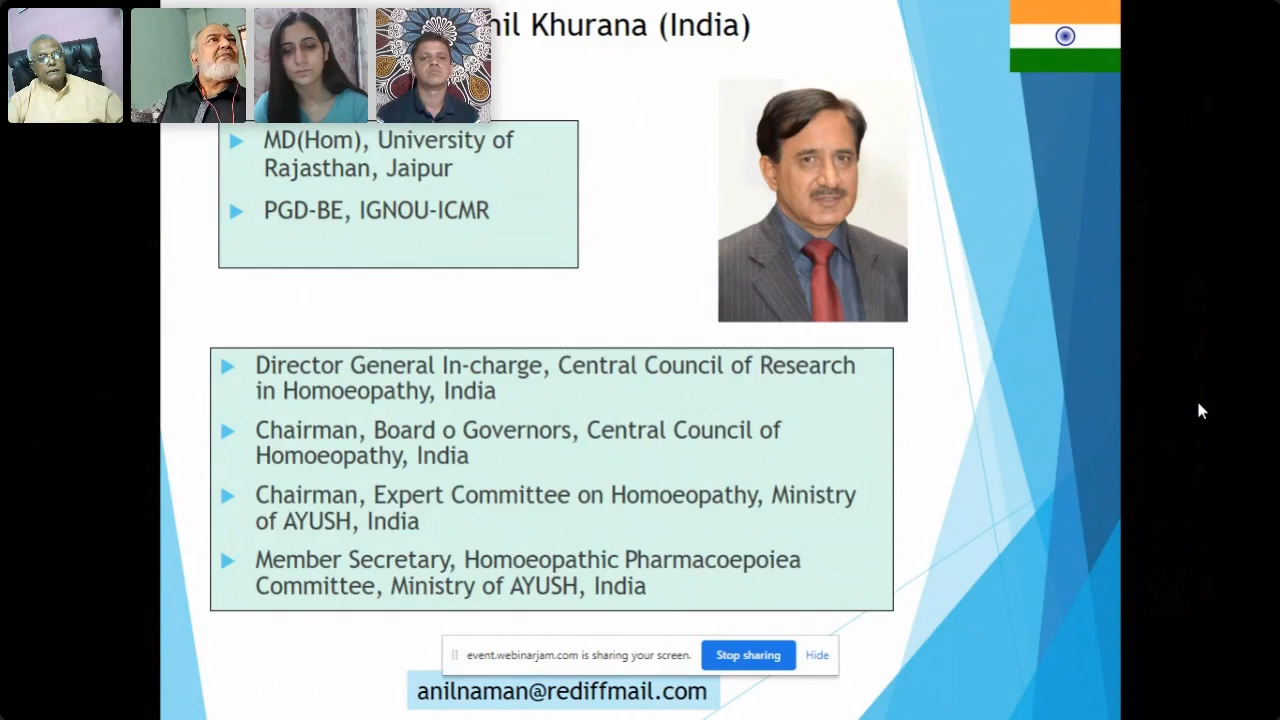 nil Khurana (India)
MD(Hom), University of
Rajasthan, Jaipur
PGD-BE, IGNOU-ICMR
Director General In-charge, Central Council of Research
in Homoeopathy, India
Chairman, Board o Governors, Central Council of
Homoeopathy, India
Chairman, Expert Committee on Homoeopathy, Ministry
of AYUSH, India
Member Secretary, Homoeopathic Pharmacoepoiea
Committee, Ministry of AYUSH, India
event.webinarjam.com is sharing your screen. Stop sharing Hide
anilnaman@rediffmail.com